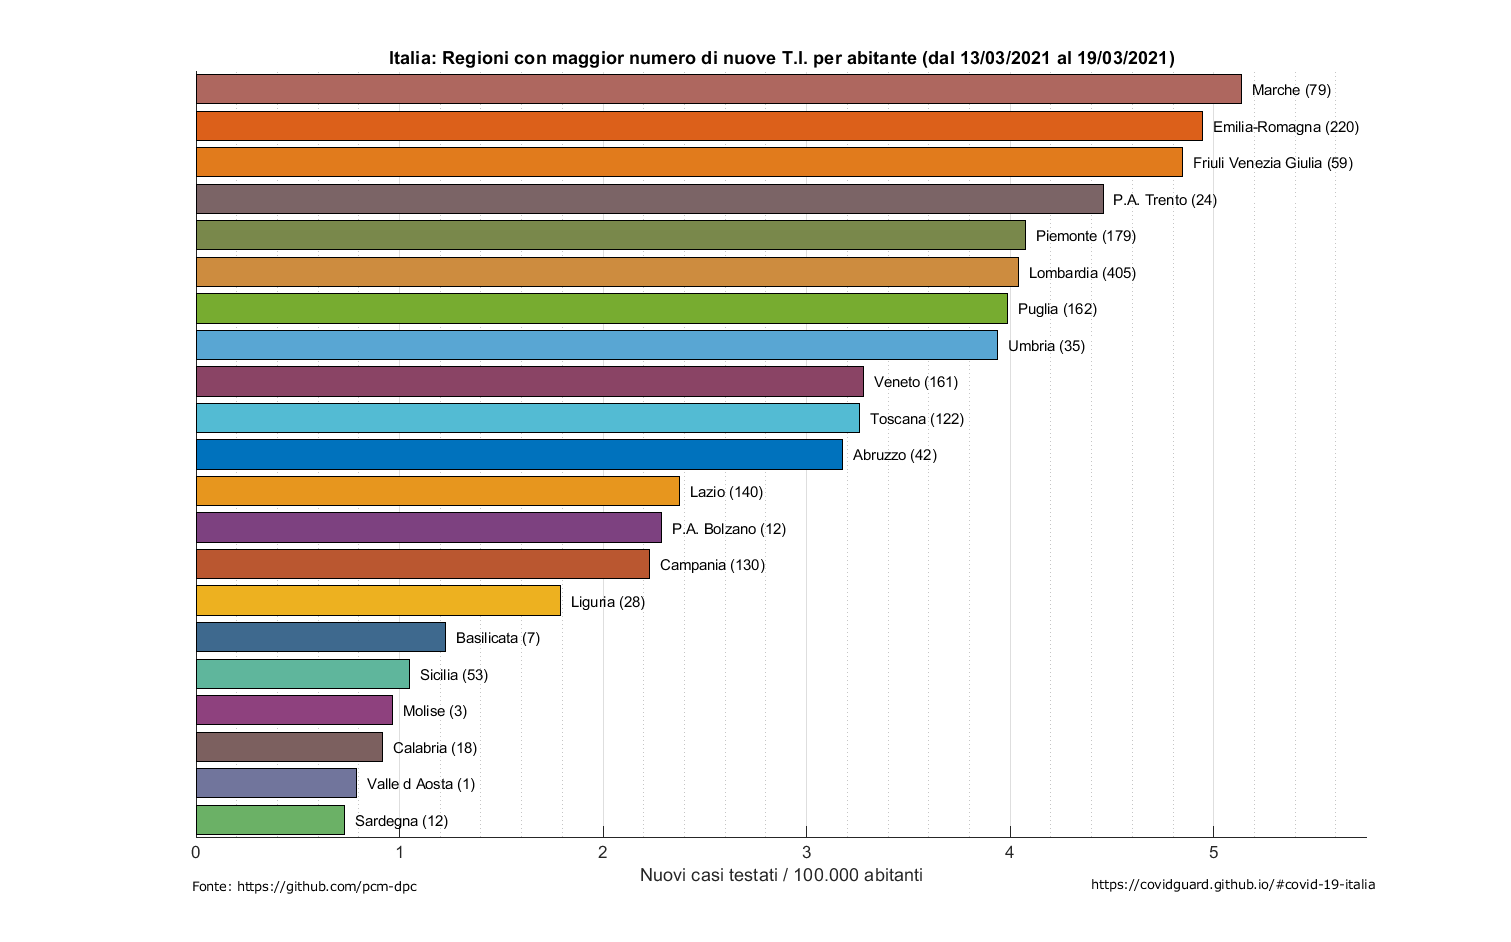 Italia: Regioni con maggior numero di nuove T.I. per abitante (dal 13/03/2021 al 19/03/2021)
Marche (79)
Emilia-Romagna (220)
Friuli Venezia Giulia (59)
P.A. Trento (24)
Piemonte (179)
Lombardia (405)
Puglia (162)
Umbria (35)
Veneto (161)
Toscana (122)
Abruzzo (42)
Lazio (140)
P.A. Bolzano (12)
Campania (130)
Liguria (28)
Basilicata (7)
Sicilia (53)
Molise (3)
Calabria (18)
Valle d Aosta (1)
Sardegna (12)
0 1 2 3 4 5
Nuovi casi testati / 100.000 abitanti
Fonte: https://github.com/pcm-dpc
https://covidguard.github.io/#covid-19-italia